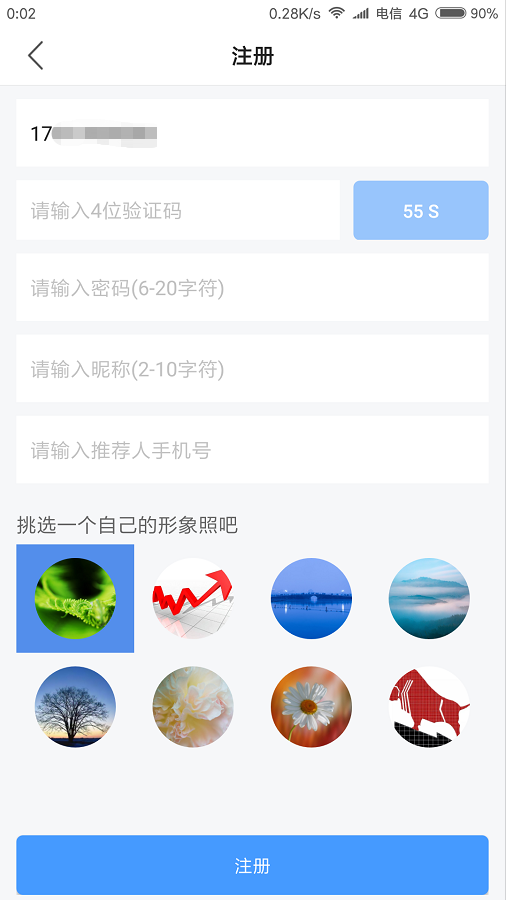 0:02 0.28K/s 电信 4G 90%
注册
17
请输入4位验证码 55 S
请输入密码(6-20字符)
请输入昵称(2-10字符)
请输入推荐人手机号
挑选一个自己的形象照吧
注册